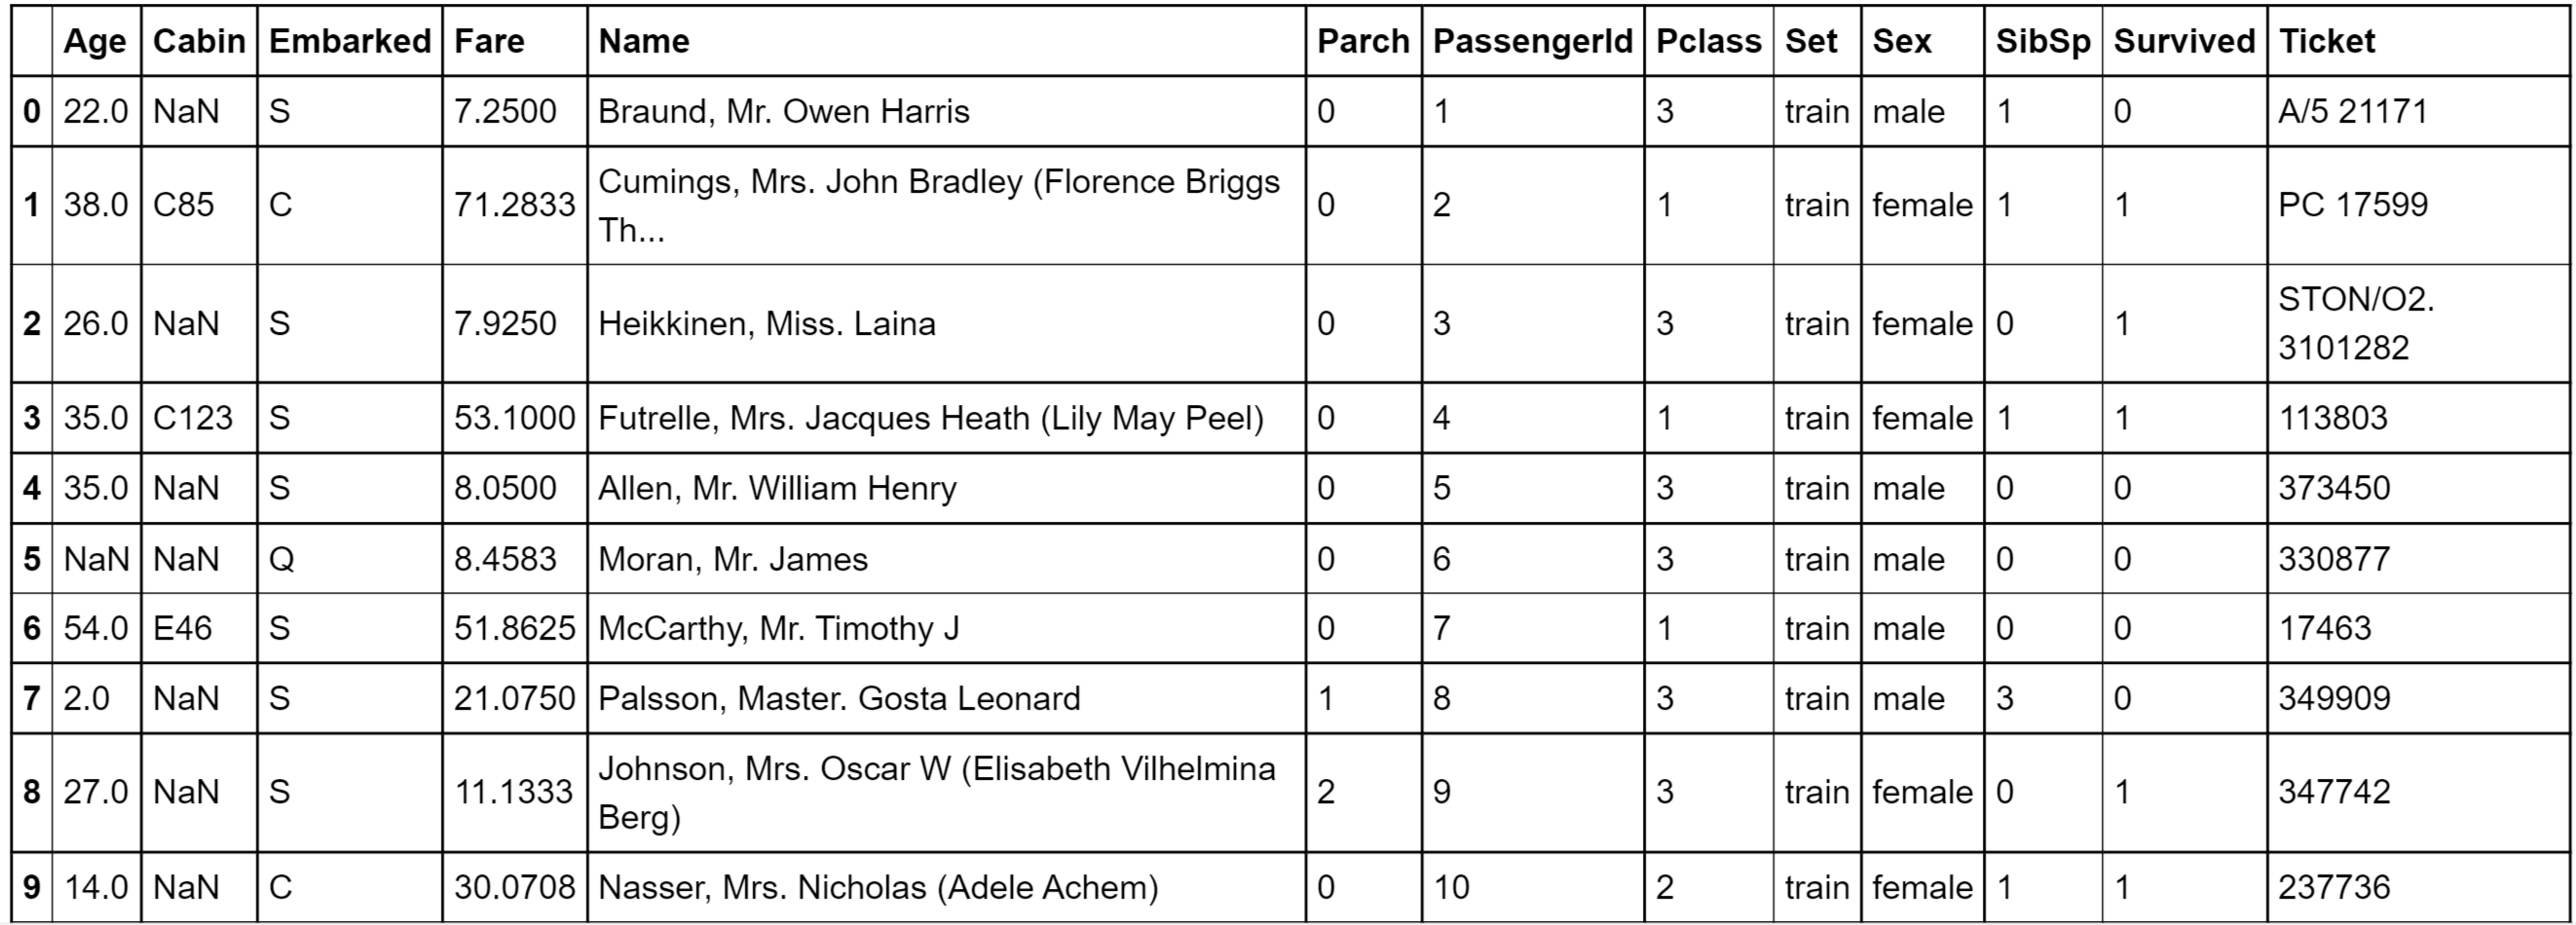 Age Cabin Embarked Fare Name Parch PassengerId Pclass Set Sex SibSp Survived Ticket
0 22.0 NaN S 7.2500 Braund, Mr. Owen Harris 0 1 3 train male 1 0 A/5 21171
1 38.0 C85 C 71.2833 Cumings, Mrs. John Bradley (Florence Briggs
Th... 0 2 1 train female 1 1 PC 17599
2 26.0 NaN S 7.9250 Heikkinen, Miss. Laina 0 3 3 train female 0 1 STON/O2.
3101282
3 35.0 C123 S 53.1000 Futrelle, Mrs. Jacques Heath (Lily May Peel) 0 4 1 train female 1 1 113803
4 35.0 NaN S 8.0500 Allen, Mr. William Henry 0 5 3 train male 0 0 373450
5 NaN NaN Q 8.4583 Moran, Mr. James 0 6 3 train male 0 0 330877
6 54.0 E46 S 51.8625 McCarthy, Mr. Timothy J 0 7 1 train male 0 0 17463
7 2.0 NaN S 21.0750 Palsson, Master. Gosta Leonard 1 8 3 train male 3 0 349909
8 27.0 NaN S 11.1333 Johnson, Mrs. Oscar W (Elisabeth Vilhelmina
Berg) 2 9 3 train female 0 1 347742
9 14.0 NaN C 30.0708 Nasser, Mrs. Nicholas (Adele Achem) 0 10 2 train female 1 1 237736